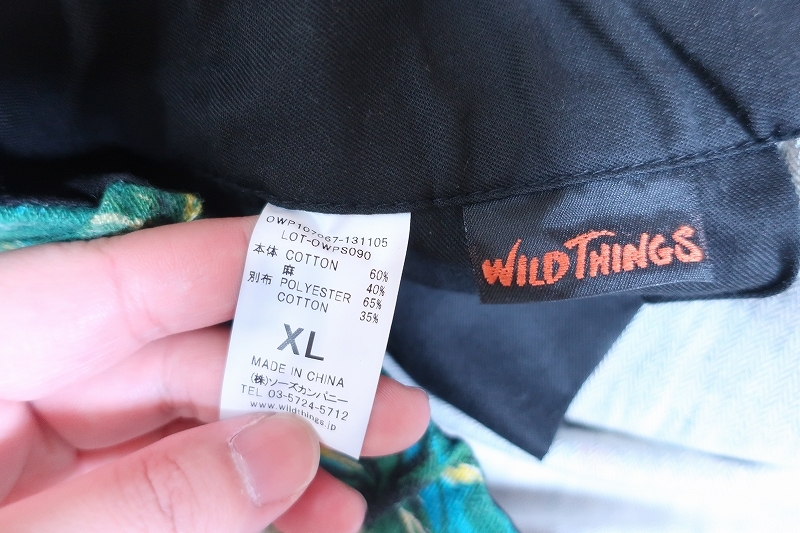 OWP107067-131105
LOT-OWPS090
本体 COTTON 60%
麻 40%
別布 POLYESTER 65%
COTTON 35%
XL
MADE IN CHINA
(株)ソーズカンパニー
TEL 03-5724-5712
www.wildthings.jp
WILD THINGS